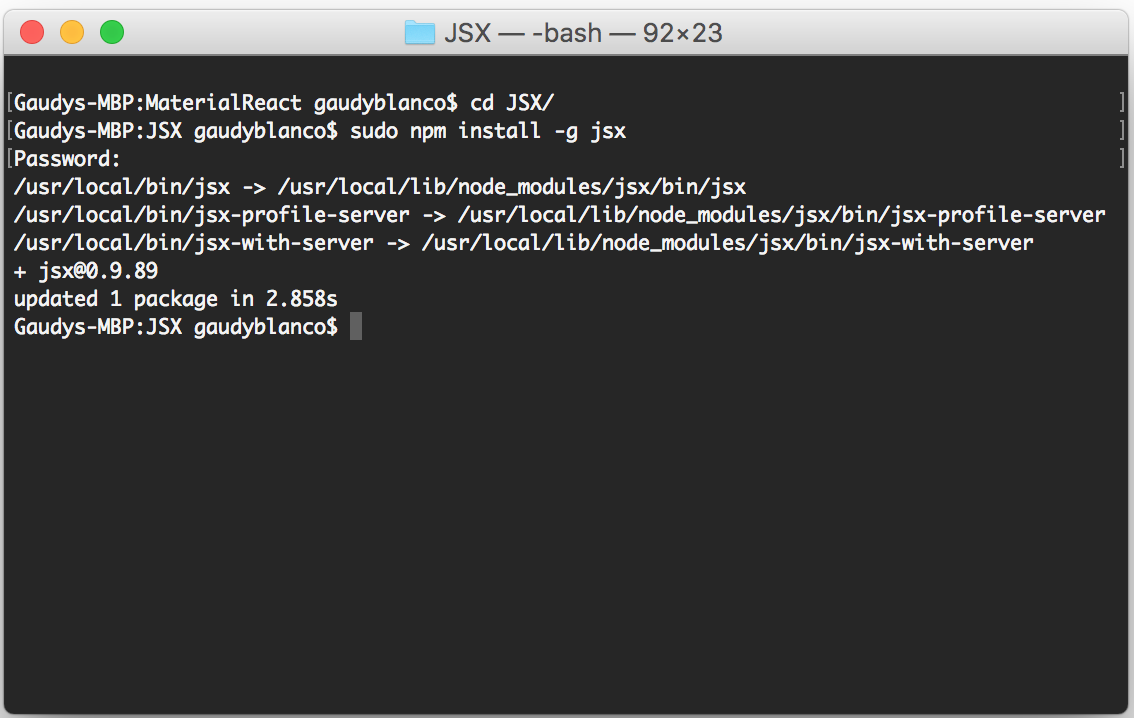 JSX — -bash — 92×23
[Gaudys-MBP:MaterialReact gaudyblanco$ cd JSX/ ]
[Gaudys-MBP:JSX gaudyblanco$ sudo npm install -g jsx ]
[Password: ]
/usr/local/bin/jsx -> /usr/local/lib/node_modules/jsx/bin/jsx
/usr/local/bin/jsx-profile-server -> /usr/local/lib/node_modules/jsx/bin/jsx-profile-server
/usr/local/bin/jsx-with-server -> /usr/local/lib/node_modules/jsx/bin/jsx-with-server
+ jsx@0.9.89
updated 1 package in 2.858s
Gaudys-MBP:JSX gaudyblanco$